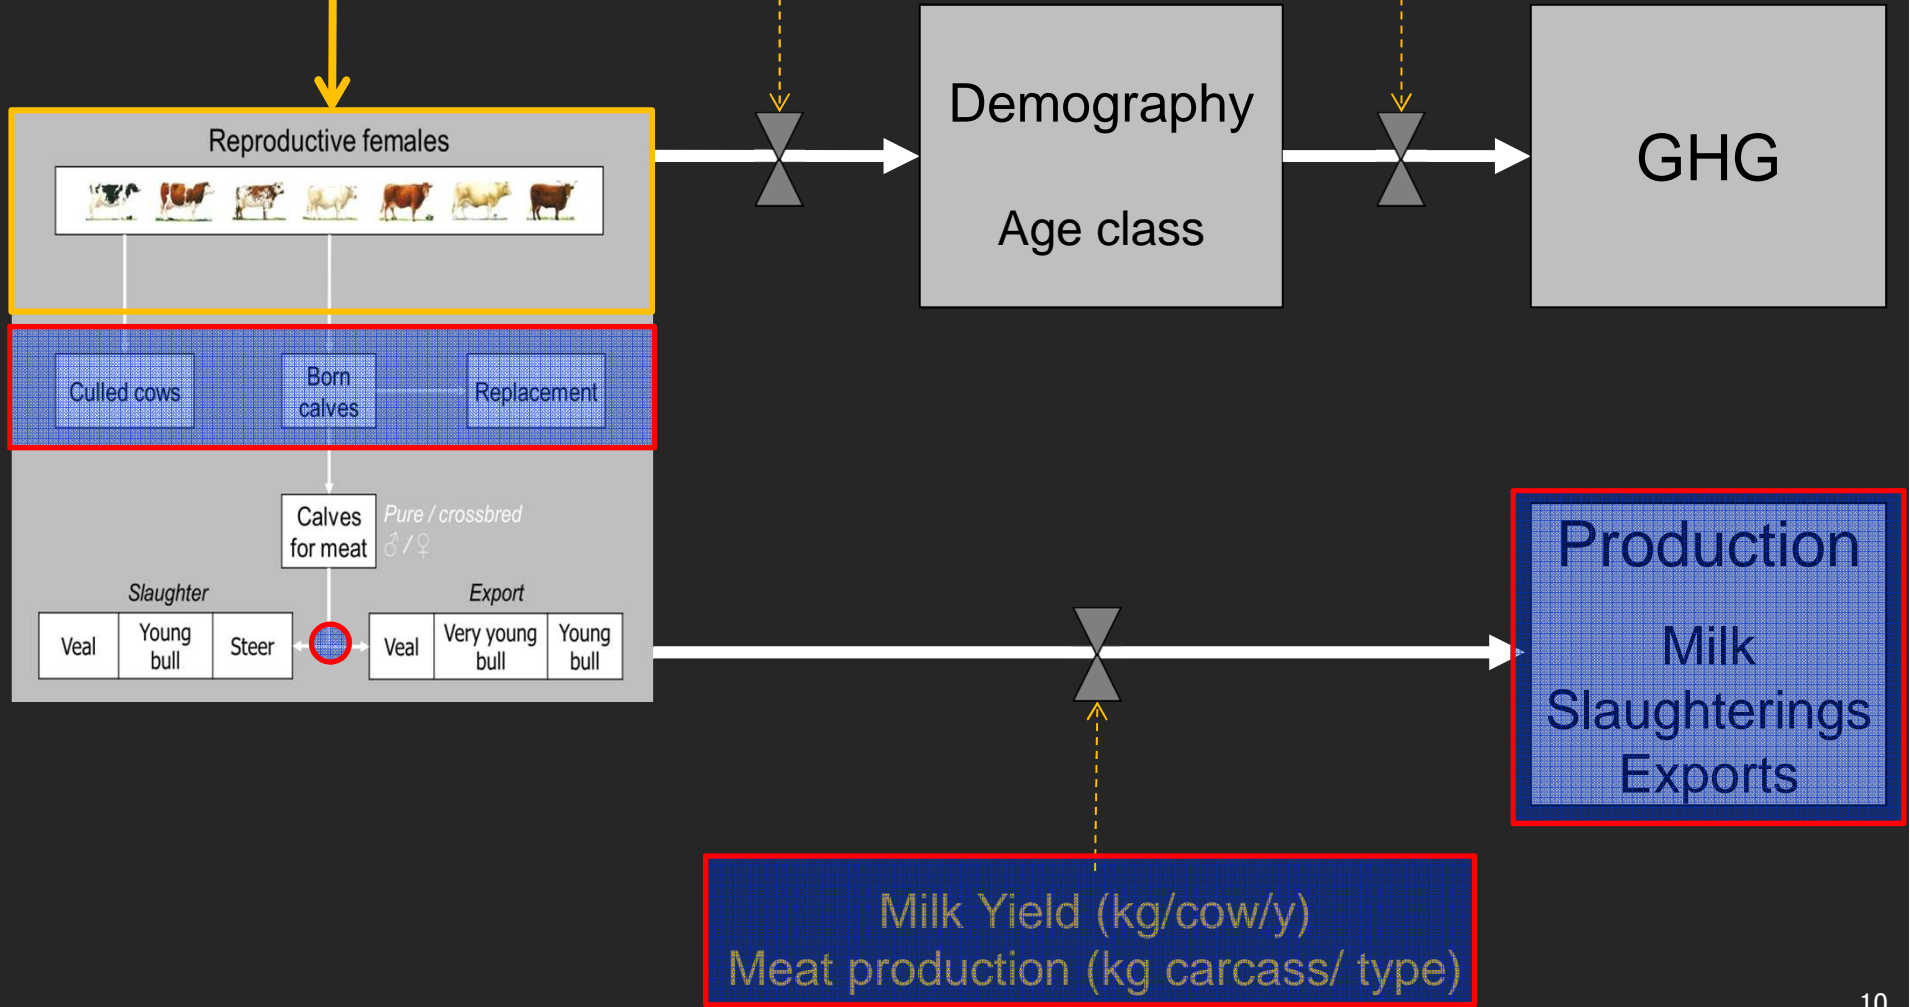 Reproductive females
Demography
Age class
GHG
Culled cows
Born
calves
Replacement
Calves
for meat
Pure / crossbred
♂ / ♀
Slaughter
Export
Veal
Young
bull
Steer
Veal
Very young
bull
Young
bull
Production
Milk
Slaughterings
Exports
Milk Yield (kg/cow/y)
Meat production (kg carcass/ type)
10